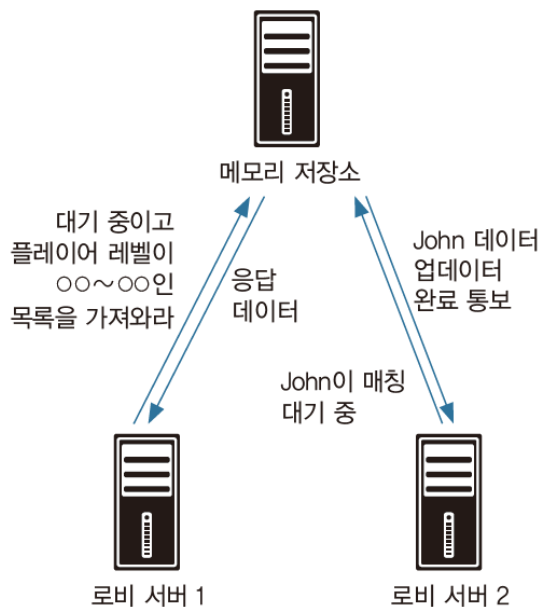 메모리 저장소
대기 중이고
플레이어 레벨이
○○~○○인
목록을 가져와라
응답
데이터
John 데이터
업데이터
완료 통보
John이 매칭
대기 중
로비 서버 1
로비 서버 2